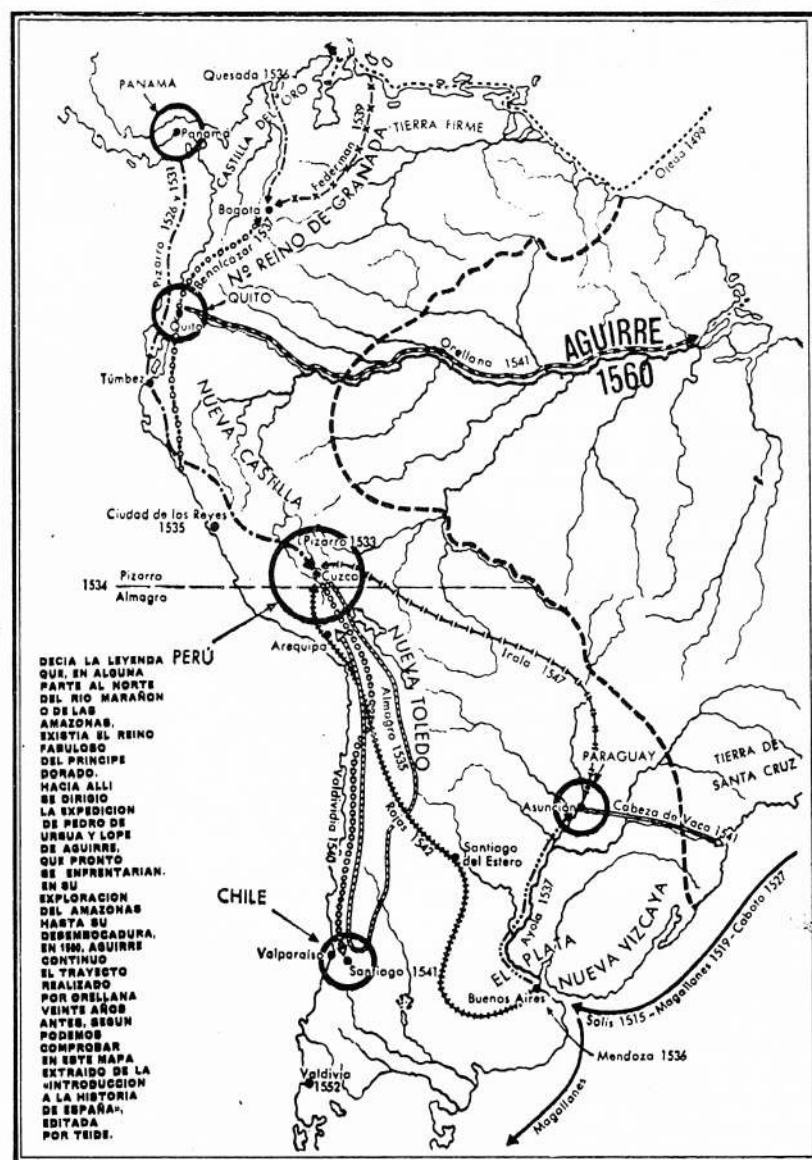 PANAMÁ
Panamá
Quesada 1536
CASTILLA DEL ORO
Federman 1539
TIERRA FIRME
Ojeda 1499
Pizarro 1526 Y 1531
Bogota
Benalcazar 1537
Nº REINO DE GRANADA
QUITO
Quito
Orellana 1541
AGUIRRE
1560
Túmbez
NUEVA CASTILLA
Ciudad de los Reyes
1535
(Pizarro 1533
Cuzco
1534
Pizarro
Almagro
PERÚ
Arequipa
NUEVA TOLEDO
Irala 1547
Almagro 1535
Valdividia 1540
Rojas 1542
PARAGUAY
Asunción
TIERRA DE
SANTA CRUZ
Cabeza de Vaca 1541
Santiago
del Estero
Ayola 1537
CHILE
Valparaiso
Santiago 1541
EL PLATA
NUEVA VIZCAYA
Buenos Aires
Solís 1515-Magallanes 1519-Caboto 1527
Mendoza 1536
Magallanes
Valdivia
1552
DECIA LA LEYENDA
QUE, EN ALGUNA
PARTE AL NORTE
DEL RIO MARAÑON
O DE LAS
AMAZONAS,
EXISTIA EL REINO
FABULOSO
DEL PRINCIPE
DORADO.
HACIA ALLI
SE DIRIGIO
LA EXPEDICION
DE PEDRO DE
URSUA Y LOPE
DE AGUIRRE,
QUE PRONTO
SE ENFRENTARIAN.
EN SU
EXPLORACION
DEL AMAZONAS
HASTA SU
DESEMBOCADURA,
EN 1560, AGUIRRE
CONTINUO
EL TRAYECTO
REALIZADO
POR ORELLANA
VEINTE AÑOS
ANTES, SEGUN
PODEMOS
COMPROBAR
EN ESTE MAPA
EXTRAIDO DE LA
«INTRODUCCION
A LA HISTORIA
DE ESPAÑA»,
EDITADA
POR TEIDE.